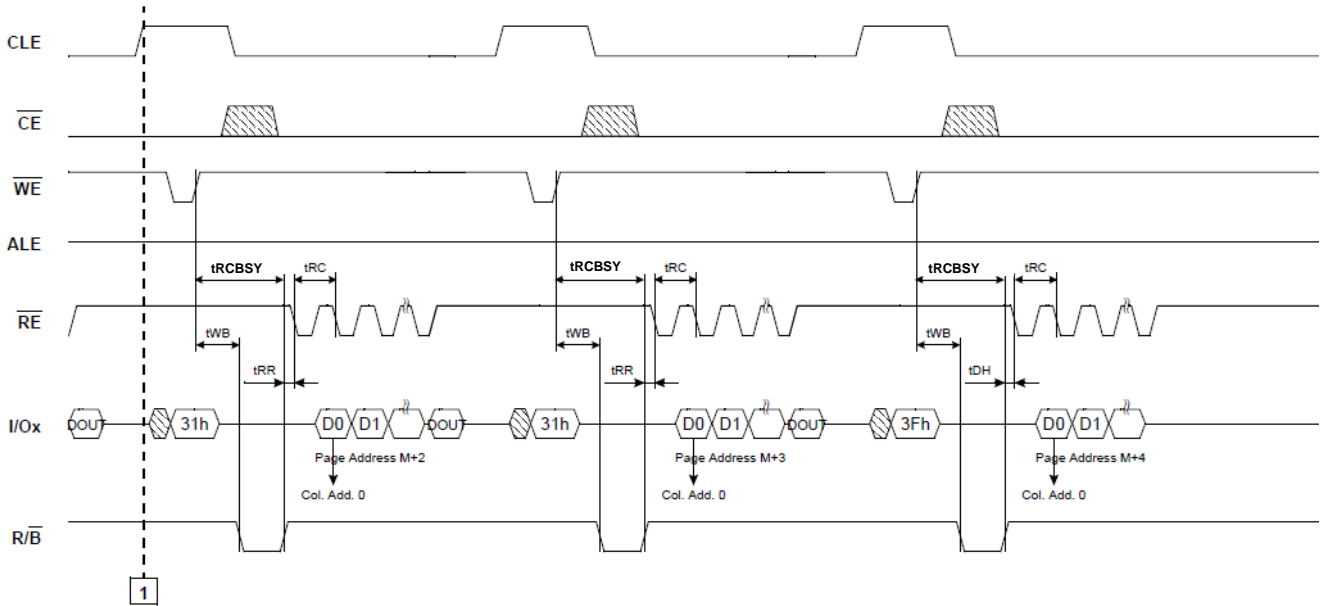 CLE
CE
WE
ALE
tRCBSY tRC tRCBSY tRC tRCBSY tRC
RE
tWB tWB tWB
tRR tRR tDH
I/Ox DOUT 31h D0 D1 DOUT 31h D0 D1 DOUT 3Fh D0 D1
Page Address M+2 Page Address M+3 Page Address M+4
Col. Add. 0 Col. Add. 0 Col. Add. 0
R/B
1